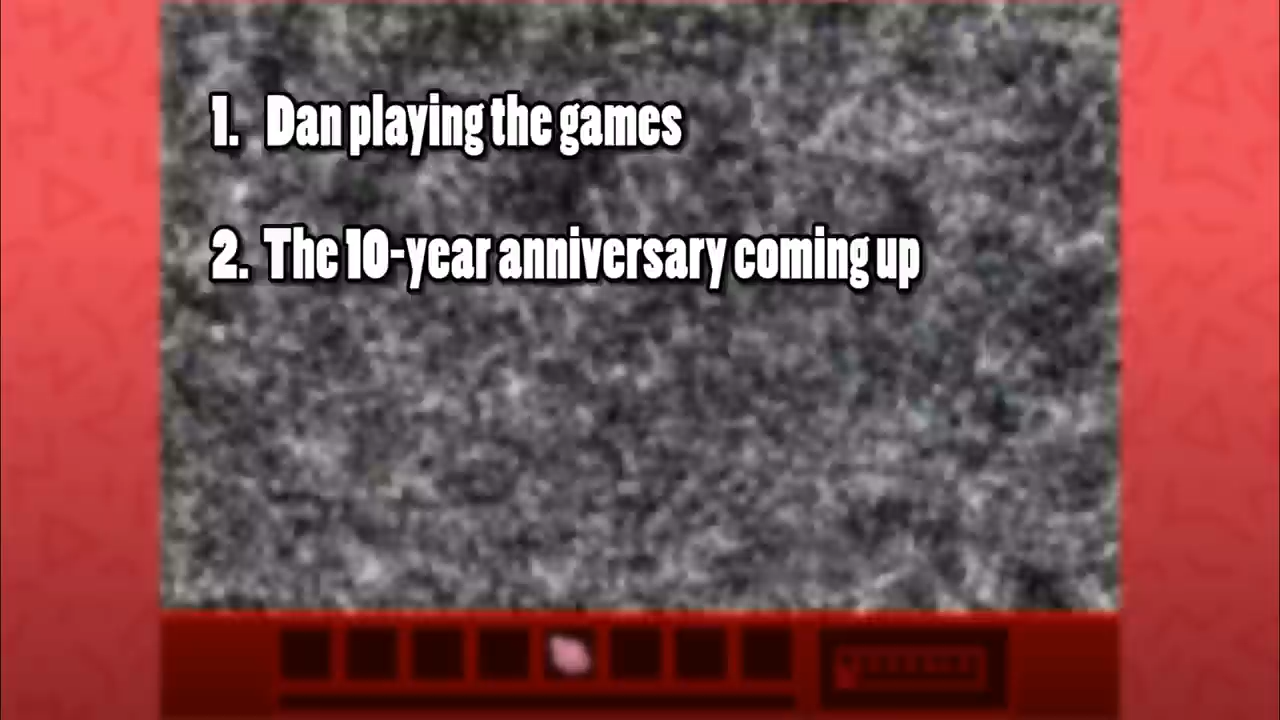 1. Dan playing the games
2. The 10-year anniversary coming up